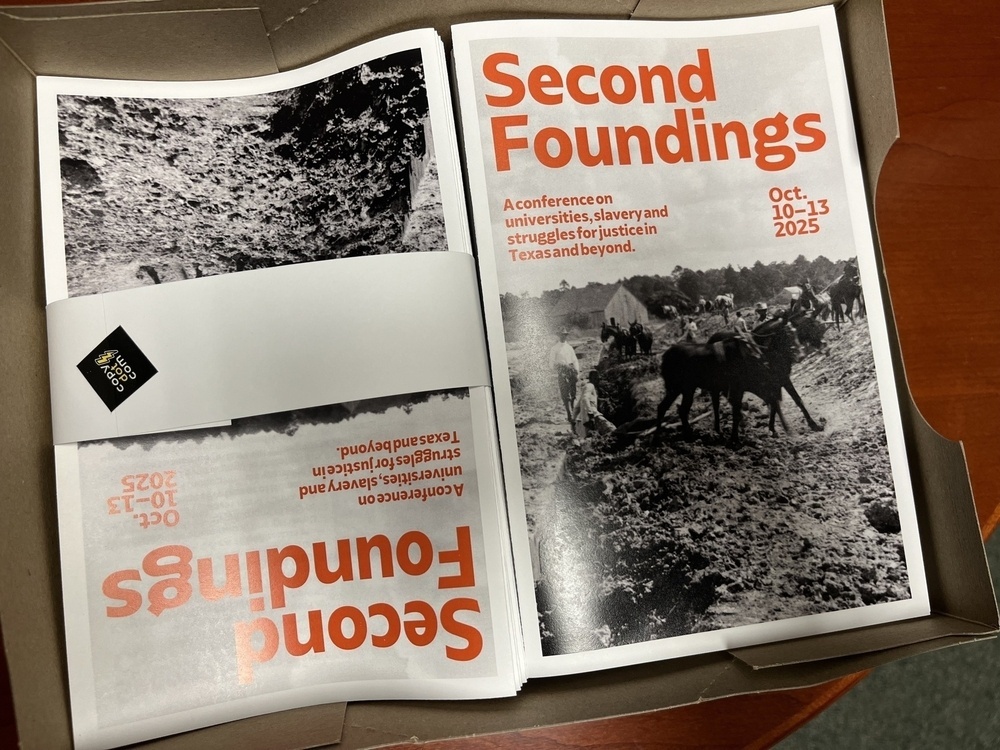 Second
Foundings
A conference on
universities, slavery and
struggles for justice in
Texas and beyond.
Oct.
10–13
2025
copy
dot
com
A conference on
universities, slavery and
struggles for justice in
Texas and beyond.
Oct.
10–13
2025
Second
Foundings